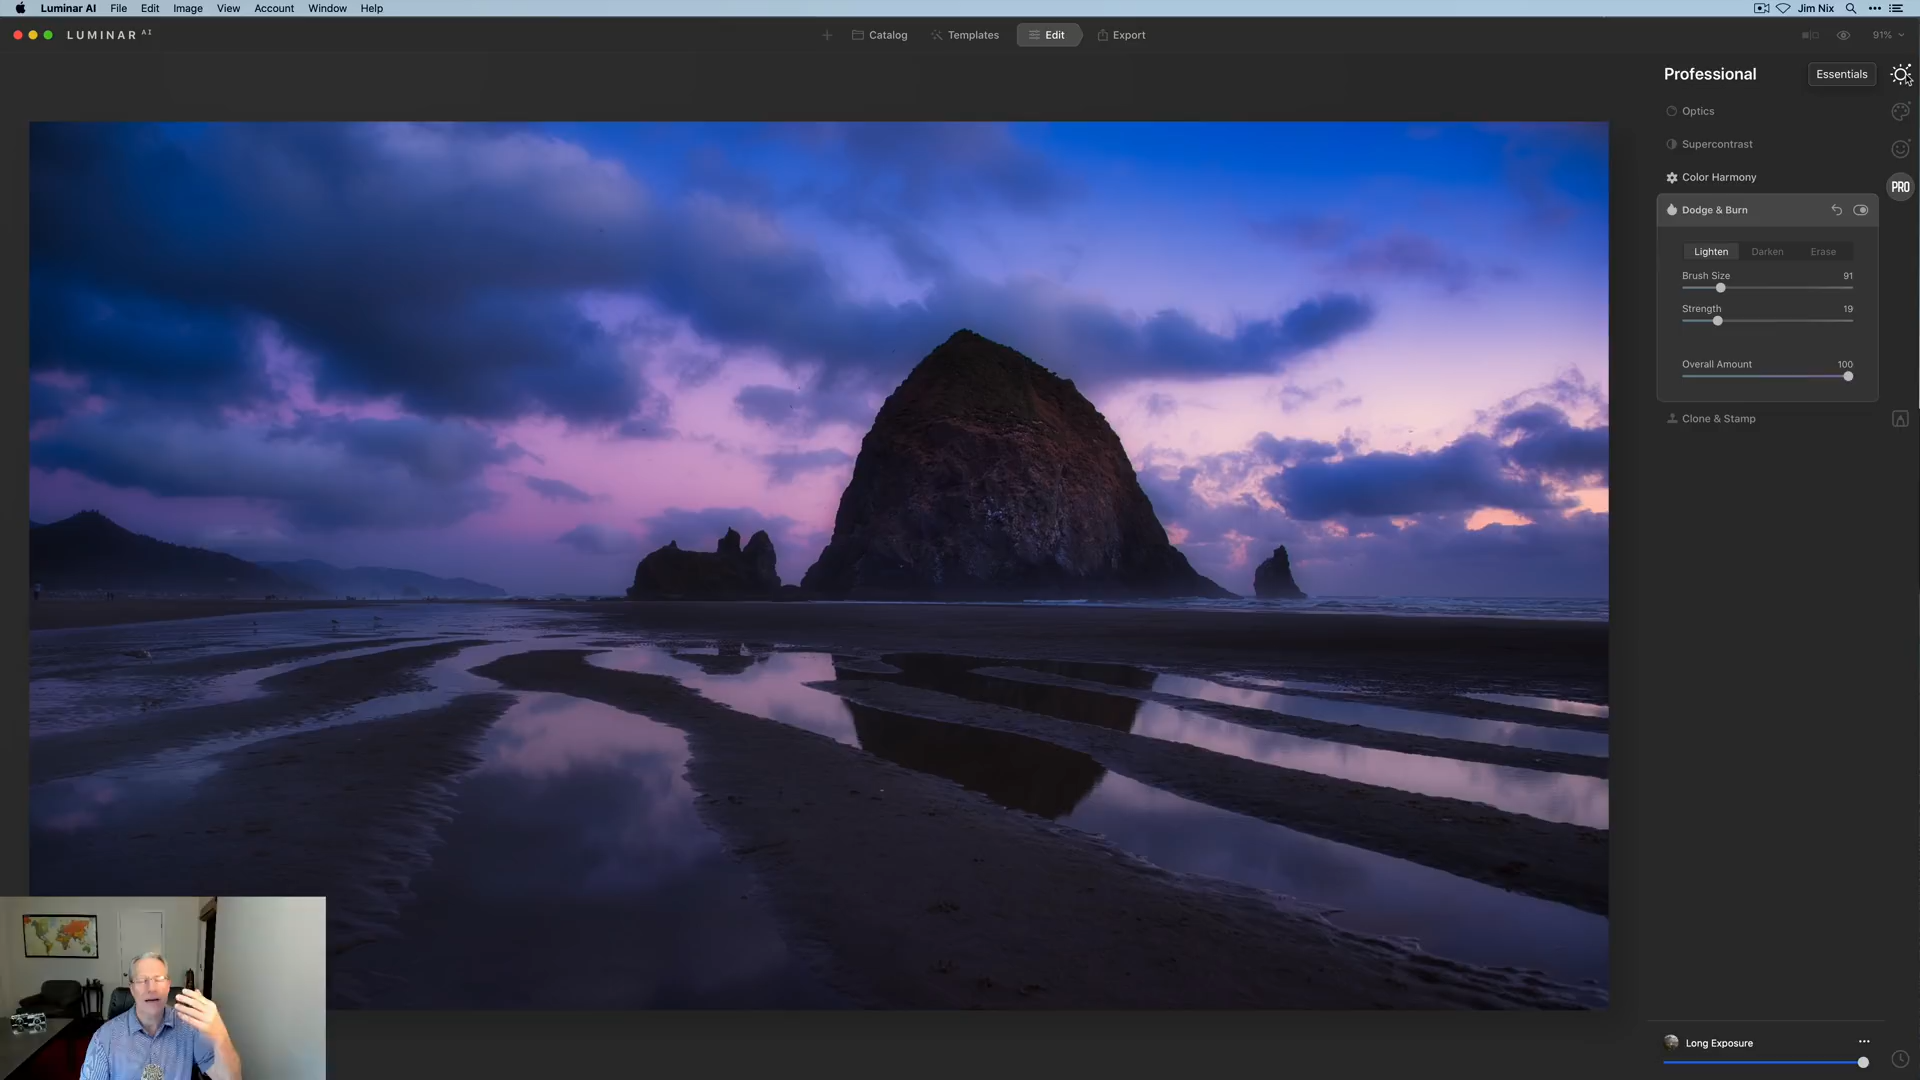 Luminar AI File Edit Image View Account Window Help Jim Nix
LUMINAR AI Catalog Templates Edit Export 91%
Professional Essentials
Optics
Supercontrast
Color Harmony
PRO
Dodge & Burn
Lighten Darken Erase
Brush Size 91
Strength 19
Overall Amount 100
Clone & Stamp
Long Exposure